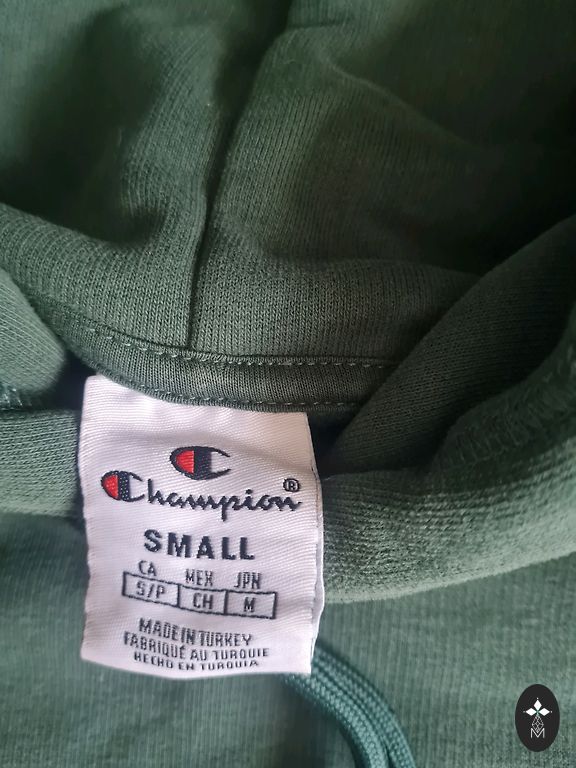 Champion®
SMALL
CA MEX JPN
S/P CH M
MADE IN TURKEY
FABRIQUÉ AU TURQUIE
HECHO EN TURQUIA
M